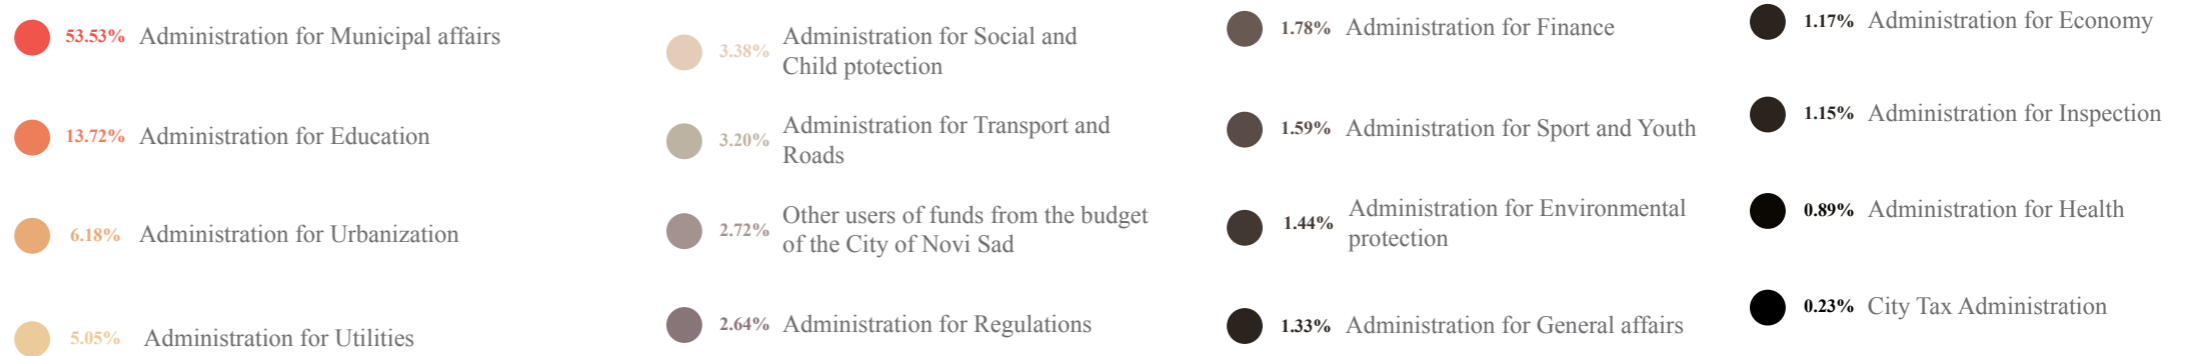 53.53% Administration for Municipal affairs
13.72% Administration for Education
6.18% Administration for Urbanization
5.05% Administration for Utilities
3.38% Administration for Social and
Child ptotection
3.20% Administration for Transport and
Roads
2.72% Other users of funds from the budget
of the City of Novi Sad
2.64% Administration for Regulations
1.78% Administration for Finance
1.59% Administration for Sport and Youth
1.44% Administration for Environmental
protection
1.33% Administration for General affairs
1.17% Administration for Economy
1.15% Administration for Inspection
0.89% Administration for Health
0.23% City Tax Administration